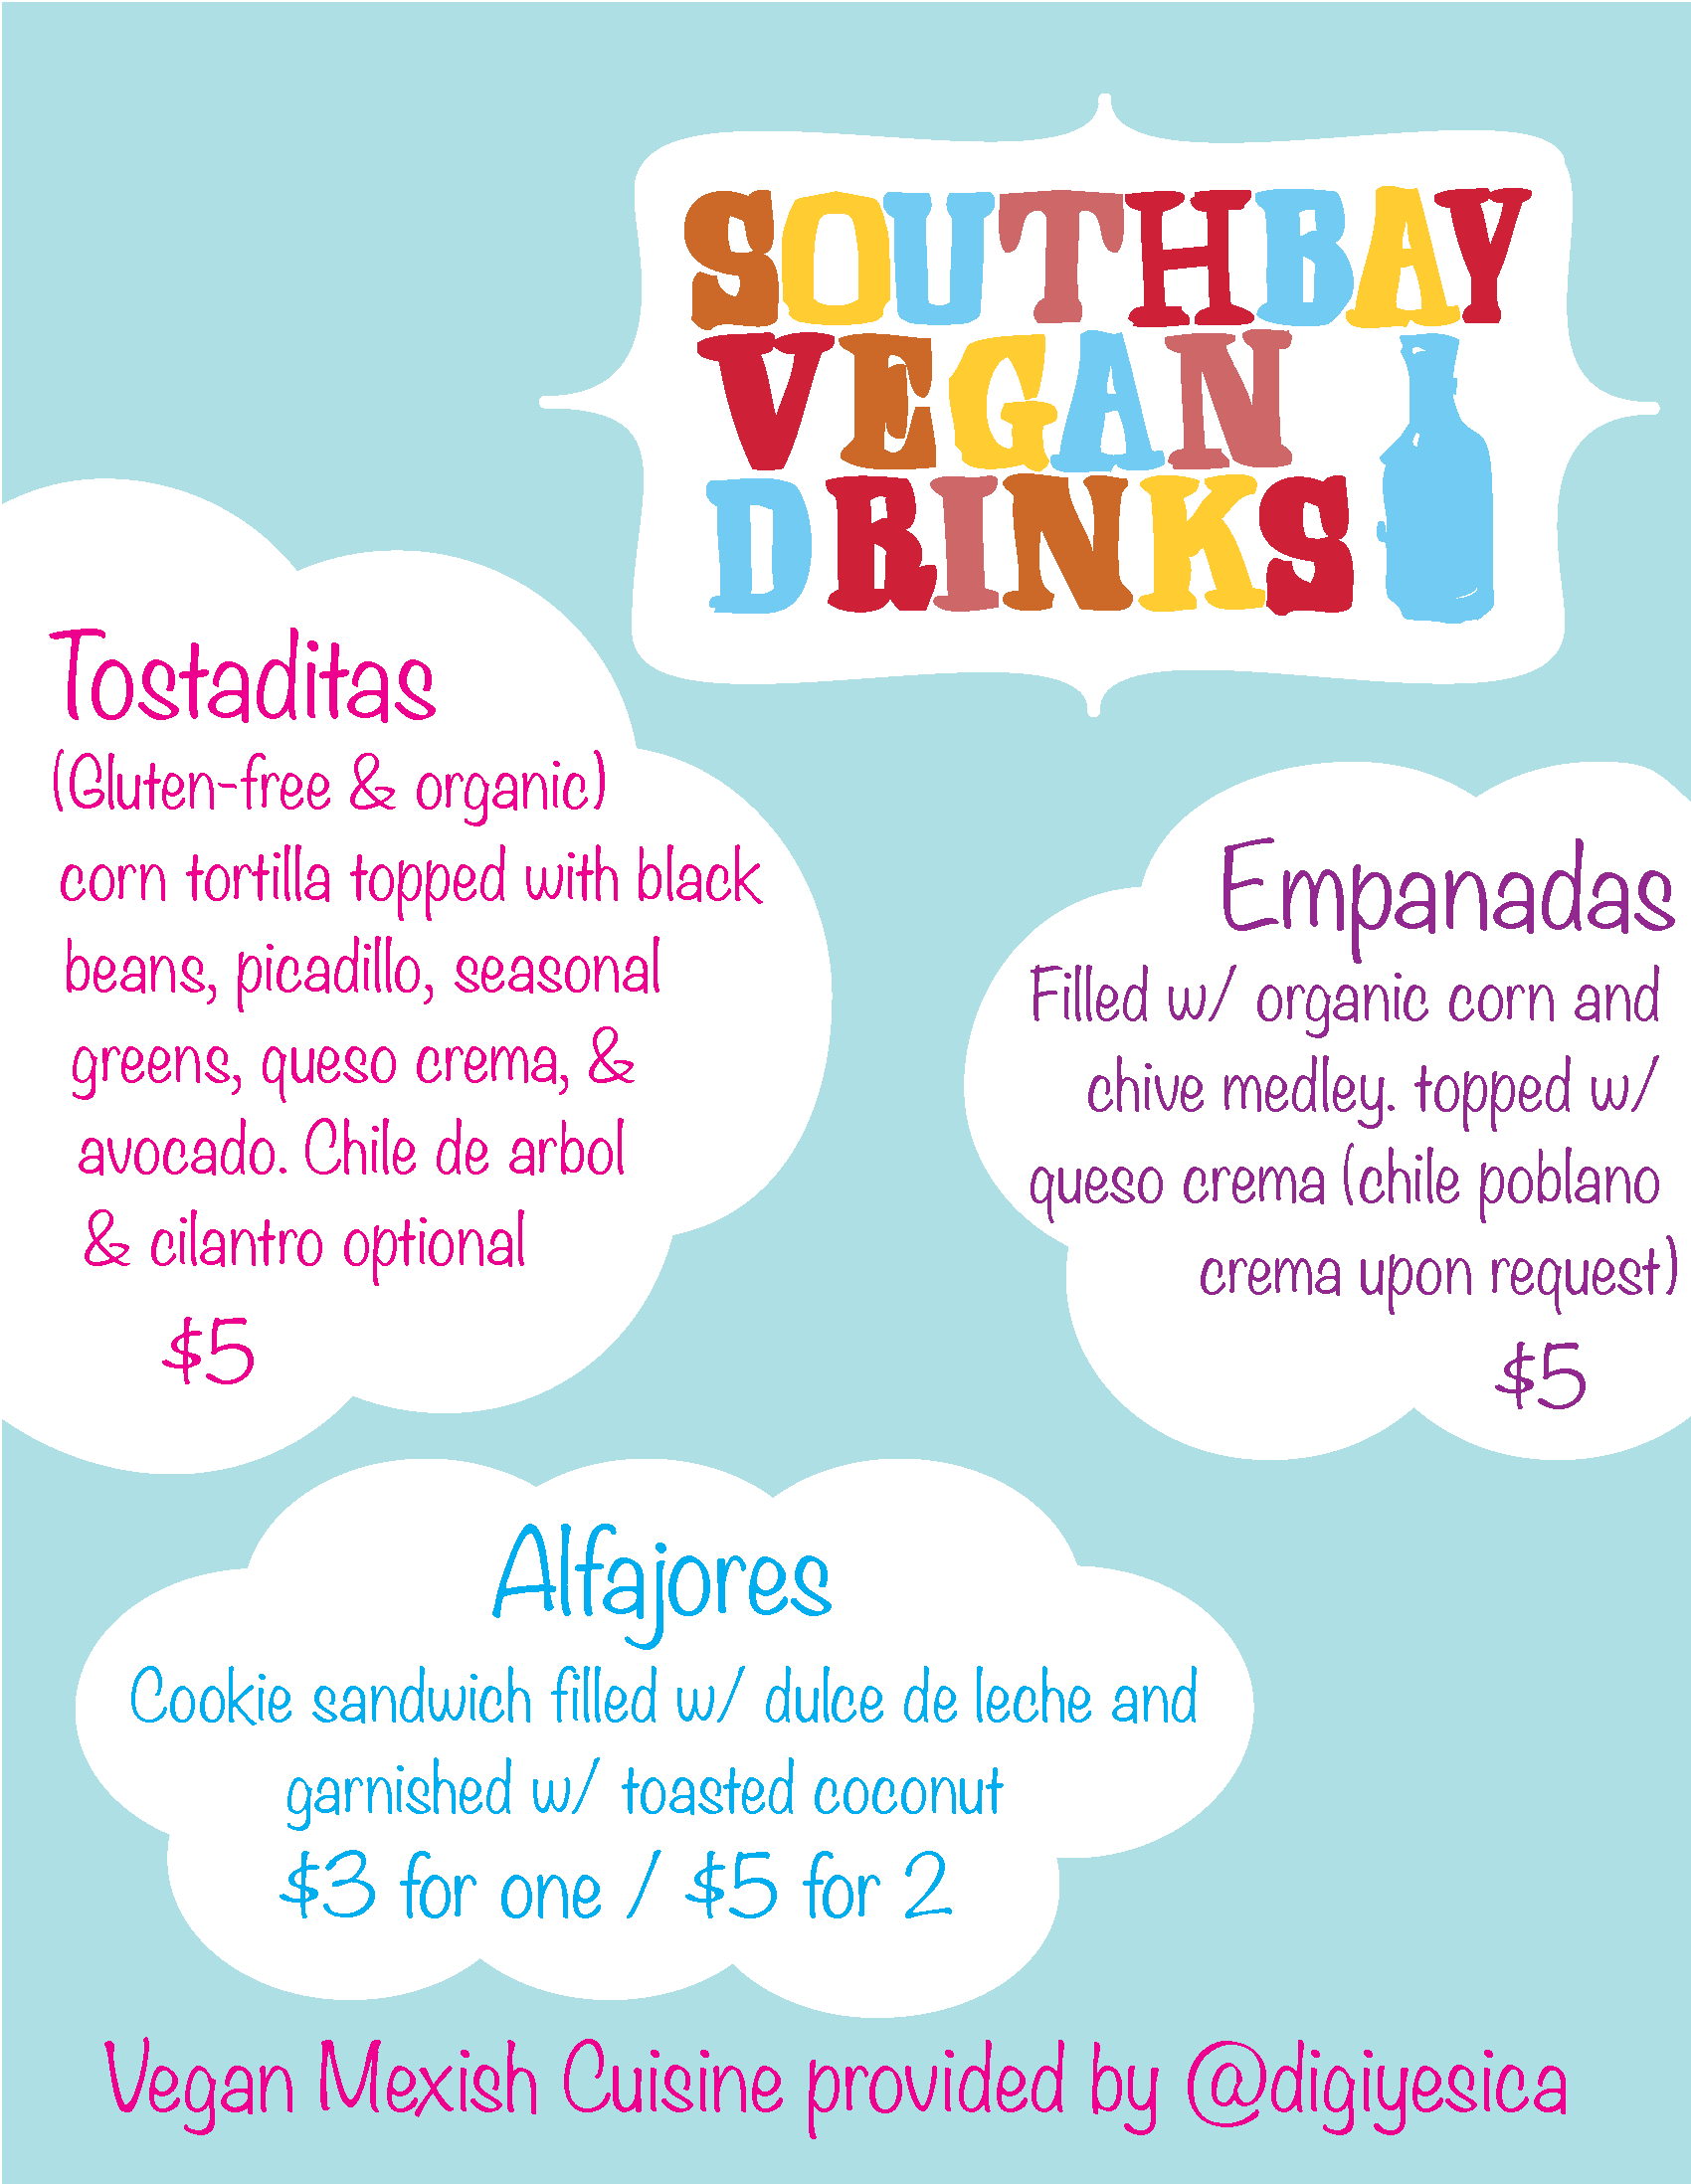 SOUTHBAY
VEGAN
DRINKS
Tostaditas
(Gluten-free & organic)
corn tortilla topped with black
beans, picadillo, seasonal
greens, queso crema, &
avocado. Chile de arbol
& cilantro optional
$5
Empanadas
Filled w/ organic corn and
chive medley. topped w/
queso crema (chile poblano
crema upon request)
$5
Alfajores
Cookie sandwich filled w/ dulce de leche and
garnished w/ toasted coconut
$3 for one / $5 for 2
Vegan Mexish Cuisine provided by @digiyesica